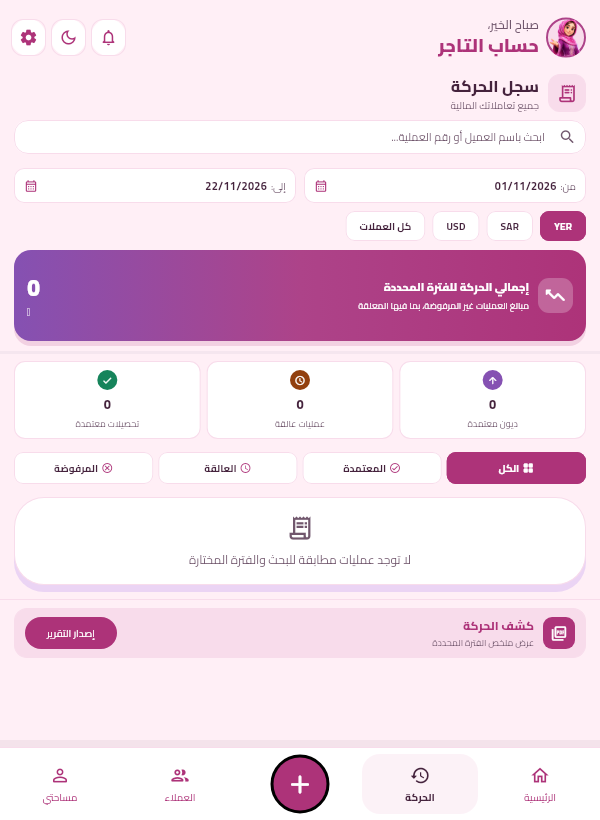 صباح الخير،
حساب التاجر
سجل الحركة
جميع تعاملاتك المالية
ابحث باسم العميل أو رقم العملية...
من: 01/11/2026
إلى: 22/11/2026
YER
SAR
USD
كل العملات
إجمالي الحركة للفترة المحددة
مبالغ العمليات غير المرفوضة، بما فيها المعلقة
0
0
ديون معتمدة
0
عمليات عالقة
0
تحصيلات معتمدة
الكل
المعتمدة
العالقة
المرفوضة
لا توجد عمليات مطابقة للبحث والفترة المختارة
كشف الحركة
عرض ملخص الفترة المحددة
إصدار التقرير
الرئيسية
الحركة
العملاء
مساحتي